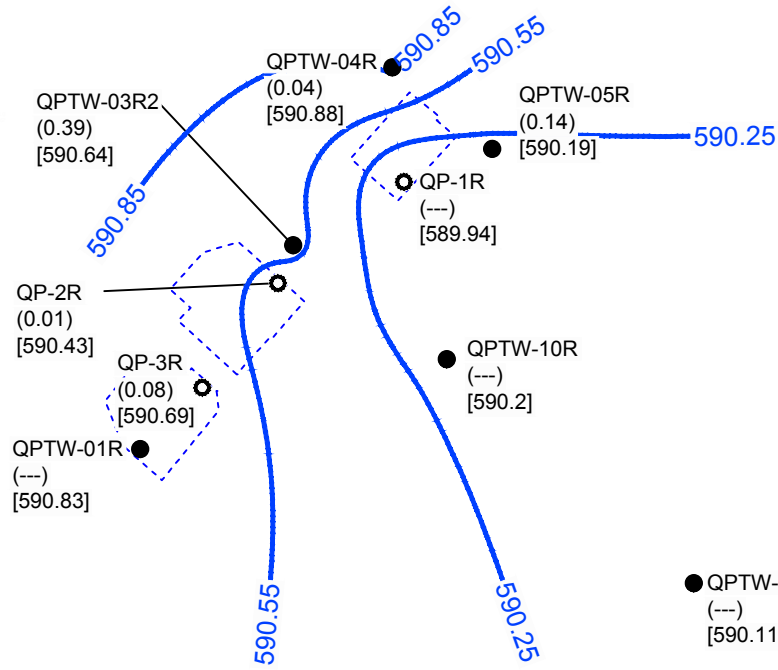 590.85
590.55
QPTW-04R
(0.04)
[590.88]
QPTW-03R2
(0.39)
[590.64]
QPTW-05R
(0.14)
[590.19]
590.25
QP-1R
(---)
[589.94]
590.85
QP-2R
(0.01)
[590.43]
QP-3R
(0.08)
[590.69]
QPTW-10R
(---)
[590.2]
QPTW-01R
(---)
[590.83]
590.55
590.25
QPTW-
(---)
[590.11